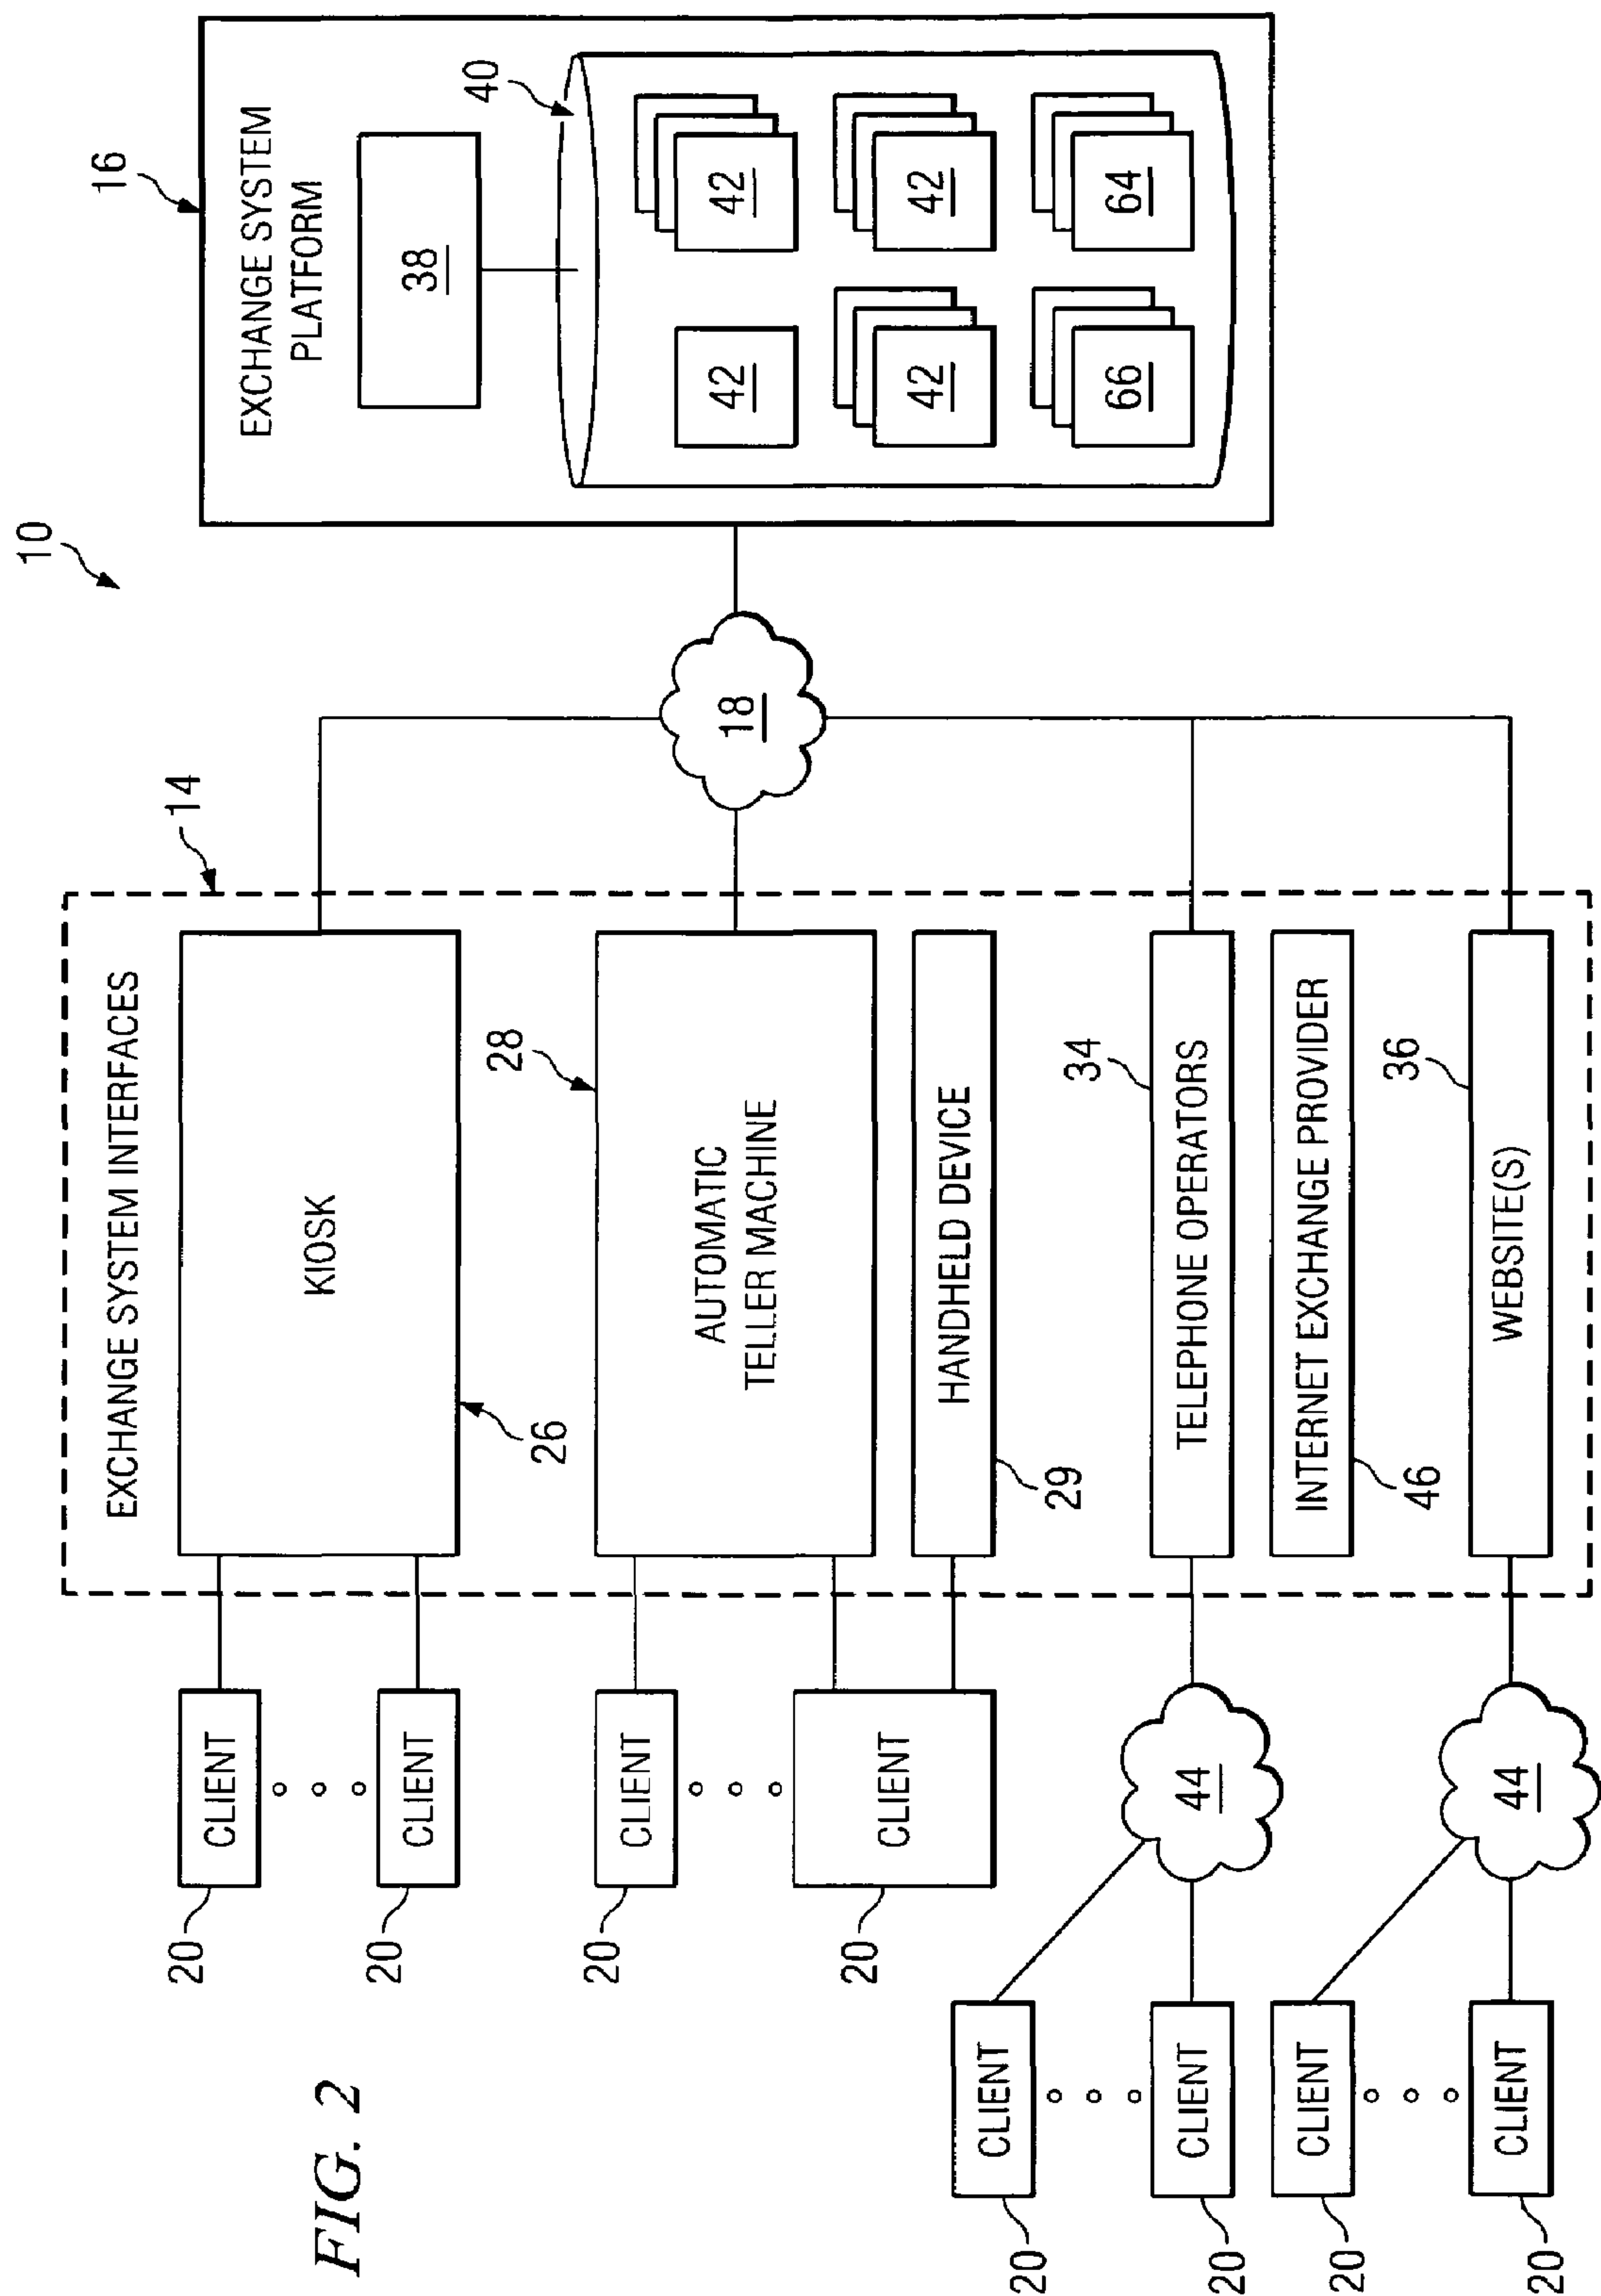 FIG. 2
10
EXCHANGE SYSTEM INTERFACES
14
KIOSK
26
28
AUTOMATIC
TELLER MACHINE
HANDHELD DEVICE
29
34
TELEPHONE OPERATORS
INTERNET EXCHANGE PROVIDER
46
36
WEBSITE(S)
CLIENT
20
CLIENT
20
CLIENT
20
CLIENT
20
44
CLIENT
20
CLIENT
20
44
CLIENT
20
CLIENT
20
18
16
EXCHANGE SYSTEM
PLATFORM
38
40
42
42
42
42
66
64